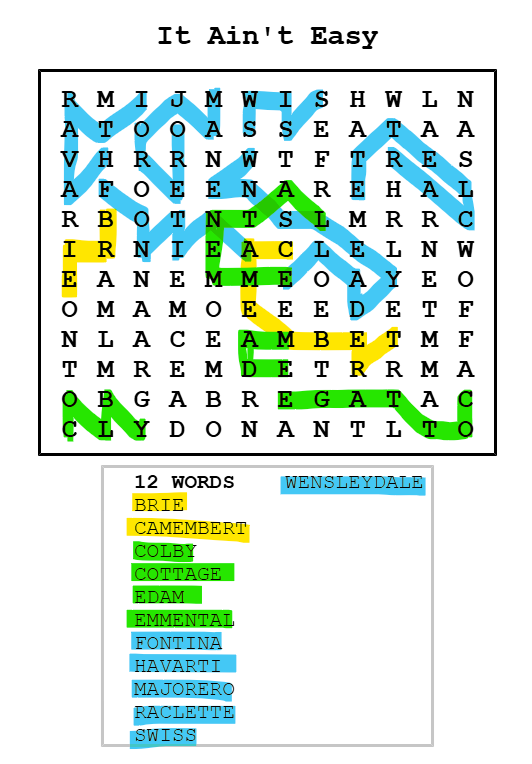 It Ain't Easy
R M I J M W I S H W L N
A T O O A S S E A T A A
V H R R N W T F T R E S
A F O E E N A R E H A L
R B O T N T S L M R R C
I R N I E A C L E L N W
E A N E M M E O A Y E O
O M A M O E E E D E T F
N L A C E A M B E T M F
T M R E M D E T R R M A
O B G A B R E G A T A C
C L Y D O N A N T L T O
12 WORDS WENSLEYDALE
BRIE
CAMEMBERT
COLBY
COTTAGE
EDAM
EMMENTAL
FONTINA
HAVARTI
MAJORERO
RACLETTE
SWISS